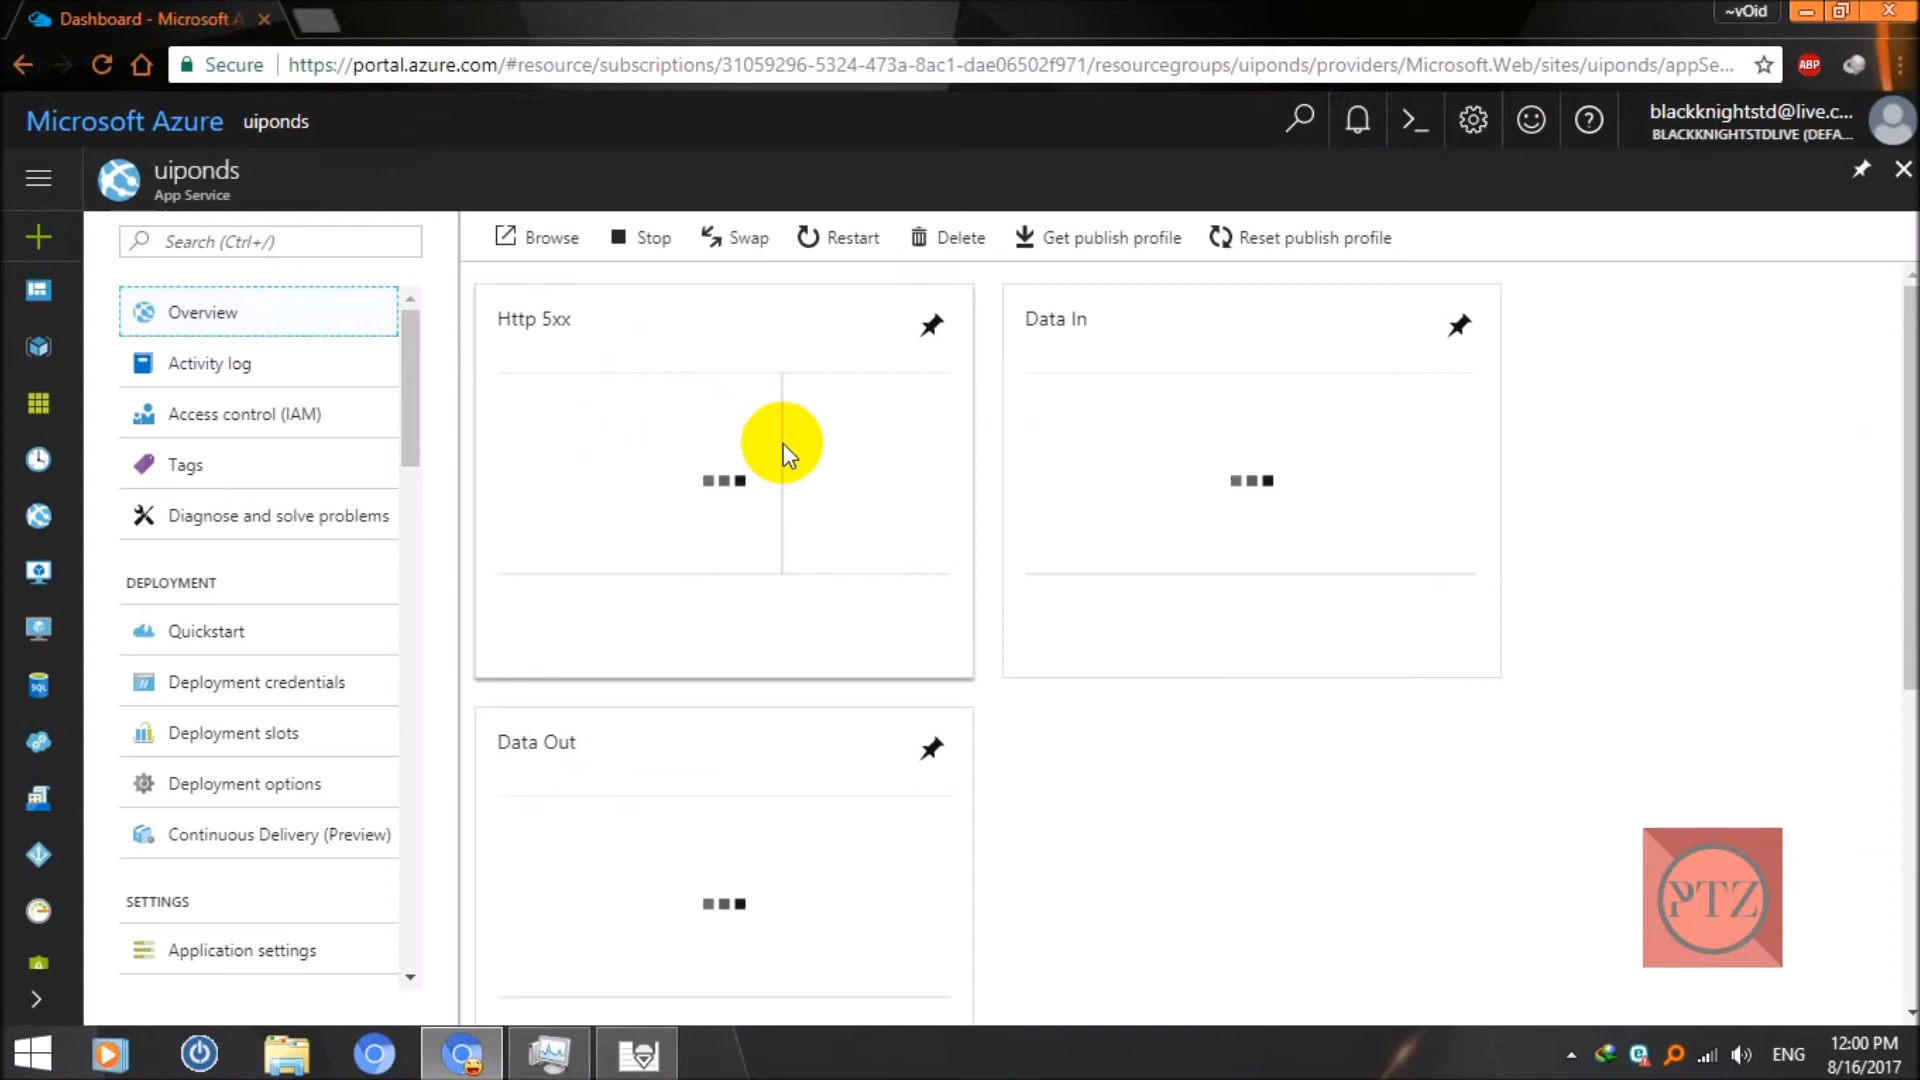 Dashboard - Microsoft A
~vOid
Secure
https://portal.azure.com/#resource/subscriptions/31059296-5324-473a-8ac1-dae06502f971/resourcegroups/uiponds/providers/Microsoft.Web/sites/uiponds/appSe...
ABP
Microsoft Azure uiponds
blackknightstd@live.c...
BLACKKNIGHTSTDLIVE (DEFA...
uiponds
App Service
Search (Ctrl+/)
Browse Stop Swap Restart Delete Get publish profile Reset publish profile
Overview
Activity log
Access control (IAM)
Tags
Diagnose and solve problems
DEPLOYMENT
Quickstart
Deployment credentials
Deployment slots
Deployment options
Continuous Delivery (Preview)
SETTINGS
Application settings
Http 5xx
Data In
Data Out
SQL
PTZ
ENG
12:00 PM
8/16/2017